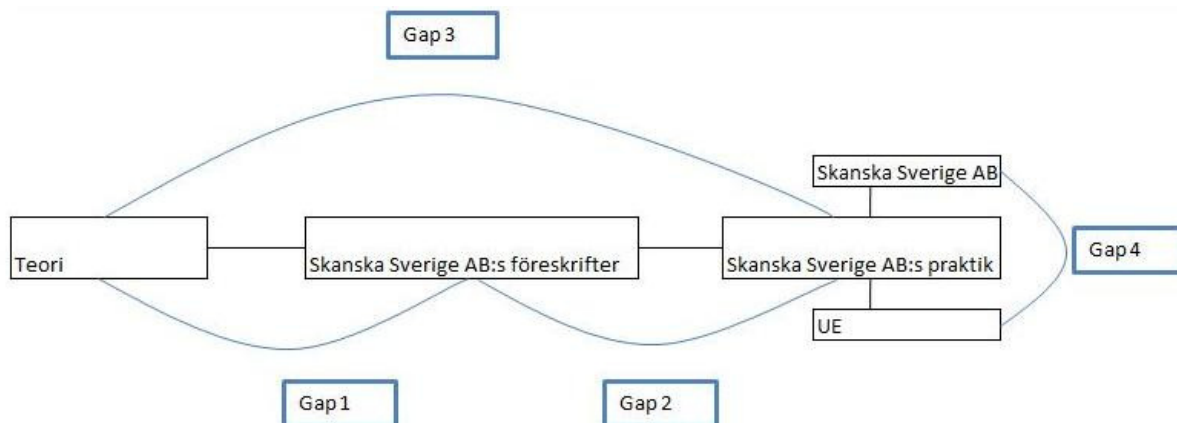 Gap 3
Skanska Sverige AB
Teori
Skanska Sverige AB:s föreskrifter
Skanska Sverige AB:s praktik
Gap 4
UE
Gap 1
Gap 2